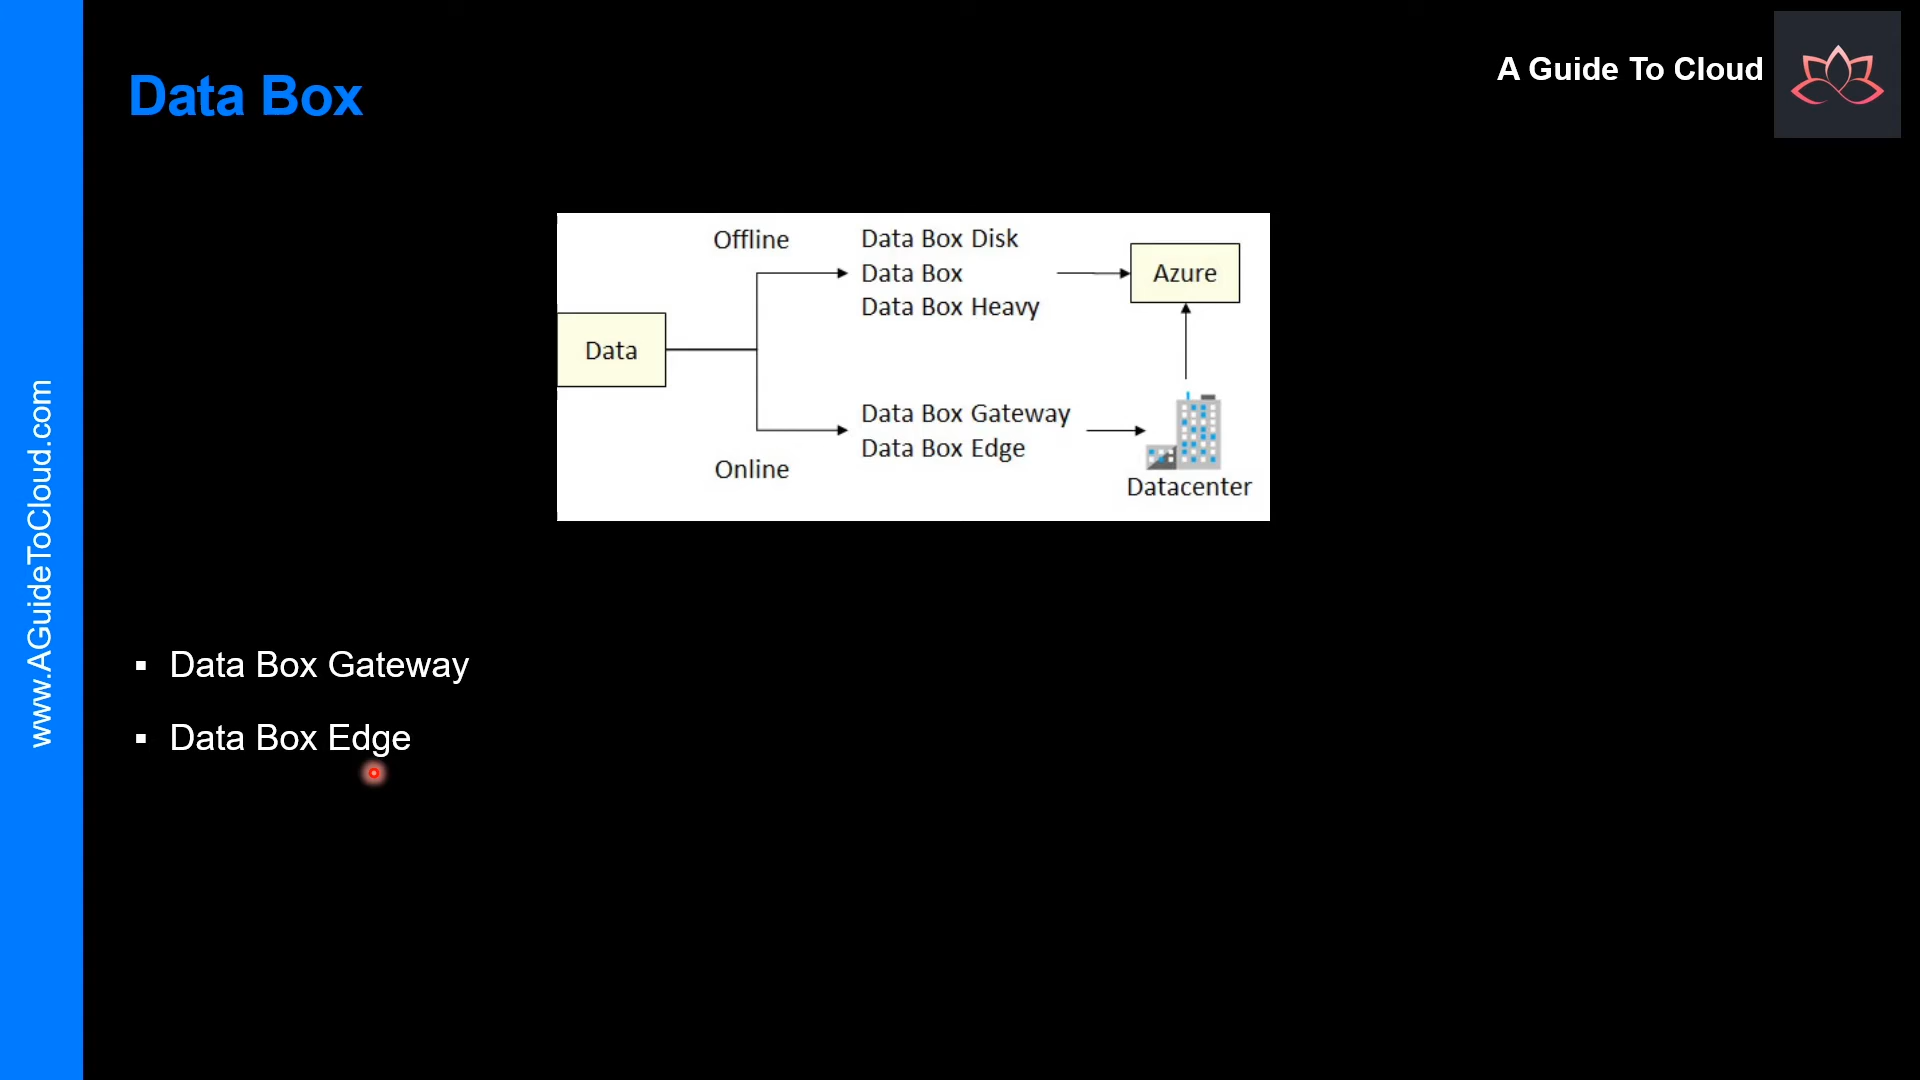 Data Box
A Guide To Cloud
www.AGuideToCloud.com
Offline
Data Box Disk
Data Box
Data Box Heavy
Azure
Data
Data Box Gateway
Data Box Edge
Online
Datacenter
▪ Data Box Gateway
▪ Data Box Edge